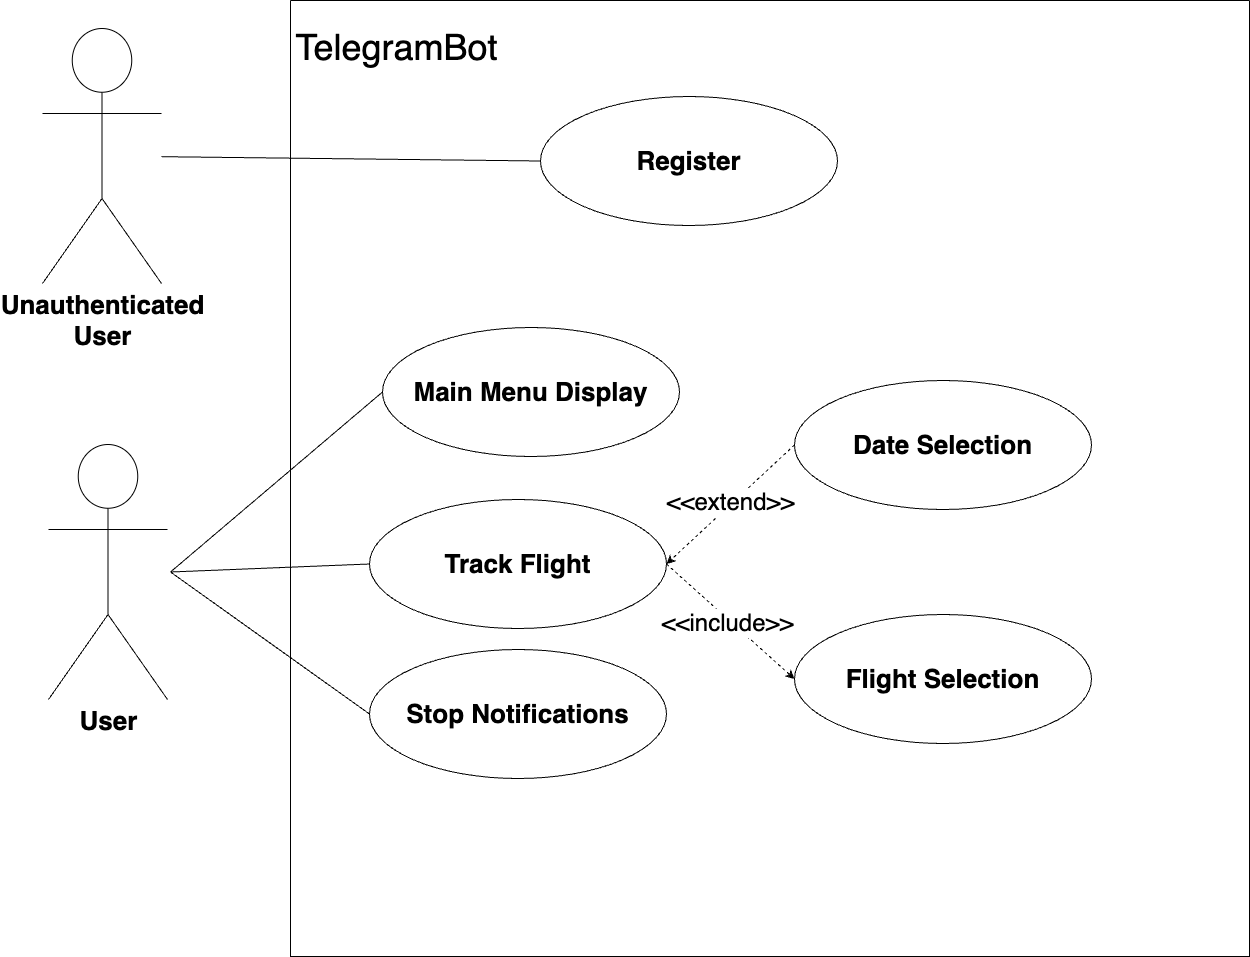 TelegramBot
Register
Unauthenticated
User
Main Menu Display
Date Selection
<<extend>>
Track Flight
<<include>>
Flight Selection
Stop Notifications
User